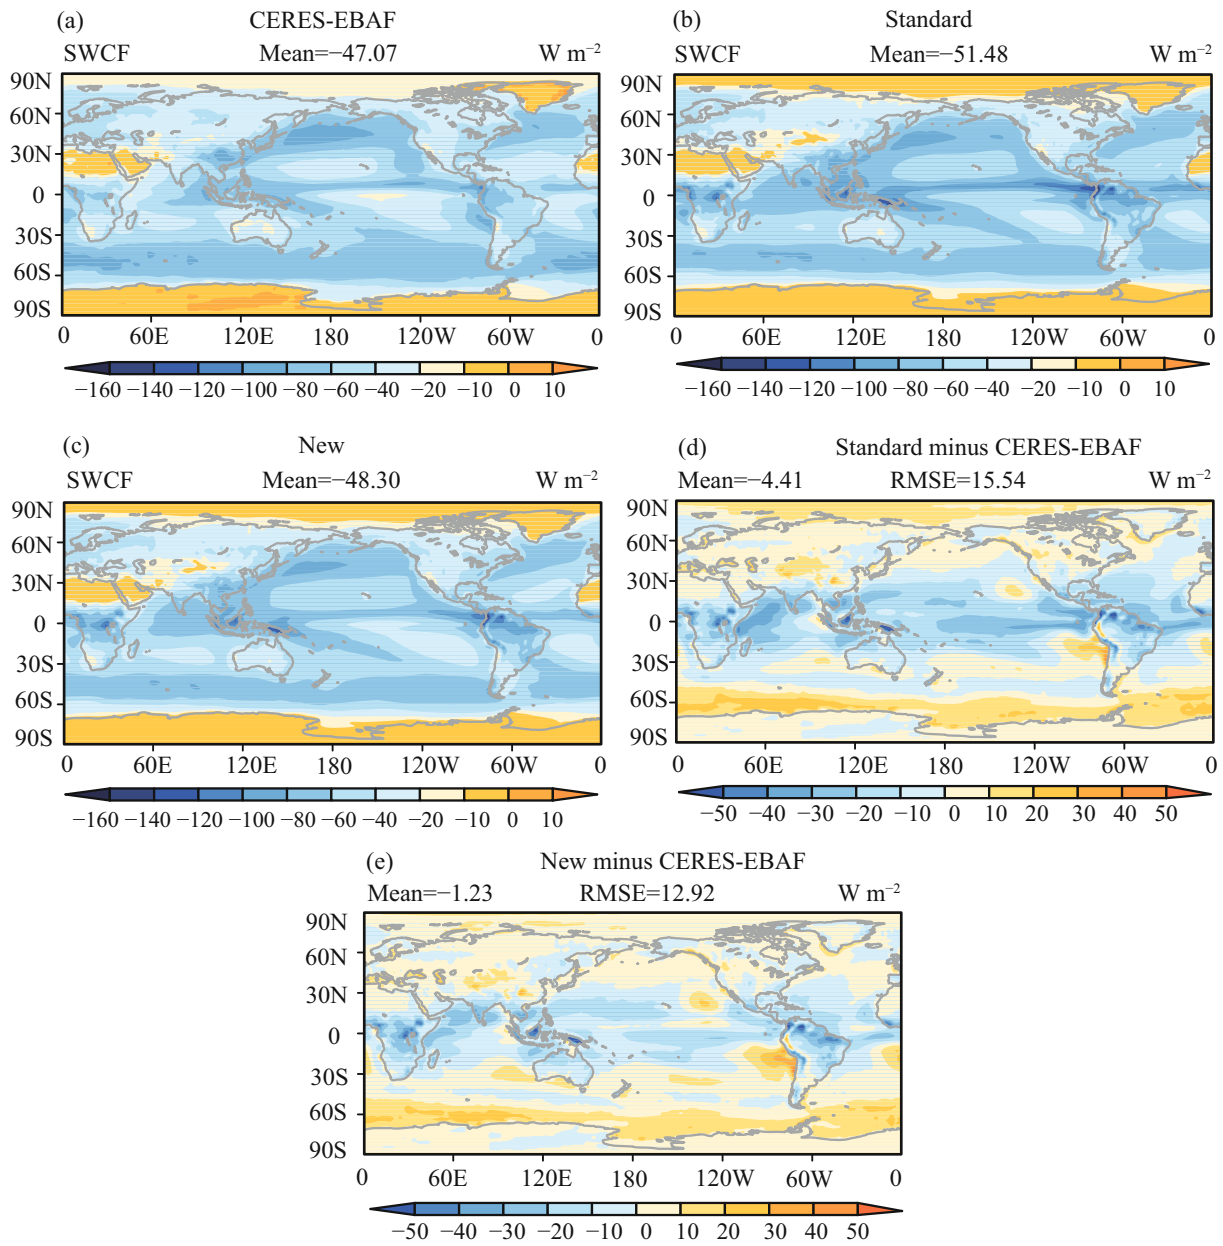 (a) CERES-EBAF
SWCF Mean=−47.07 W m−2
90N
60N
30N
0
30S
60S
90S
0 60E 120E 180 120W 60W 0
−160 −140 −120 −100 −80 −60 −40 −20 −10 0 10
(b) Standard
SWCF Mean=−51.48 W m−2
90N
60N
30N
0
30S
60S
90S
0 60E 120E 180 120W 60W 0
−160 −140 −120 −100 −80 −60 −40 −20 −10 0 10
(c) New
SWCF Mean=−48.30 W m−2
90N
60N
30N
0
30S
60S
90S
0 60E 120E 180 120W 60W 0
−160 −140 −120 −100 −80 −60 −40 −20 −10 0 10
(d) Standard minus CERES-EBAF
Mean=−4.41 RMSE=15.54 W m−2
90N
60N
30N
0
30S
60S
90S
0 60E 120E 180 120W 60W 0
−50 −40 −30 −20 −10 0 10 20 30 40 50
(e) New minus CERES-EBAF
Mean=−1.23 RMSE=12.92 W m−2
90N
60N
30N
0
30S
60S
90S
0 60E 120E 180 120W 60W 0
−50 −40 −30 −20 −10 0 10 20 30 40 50